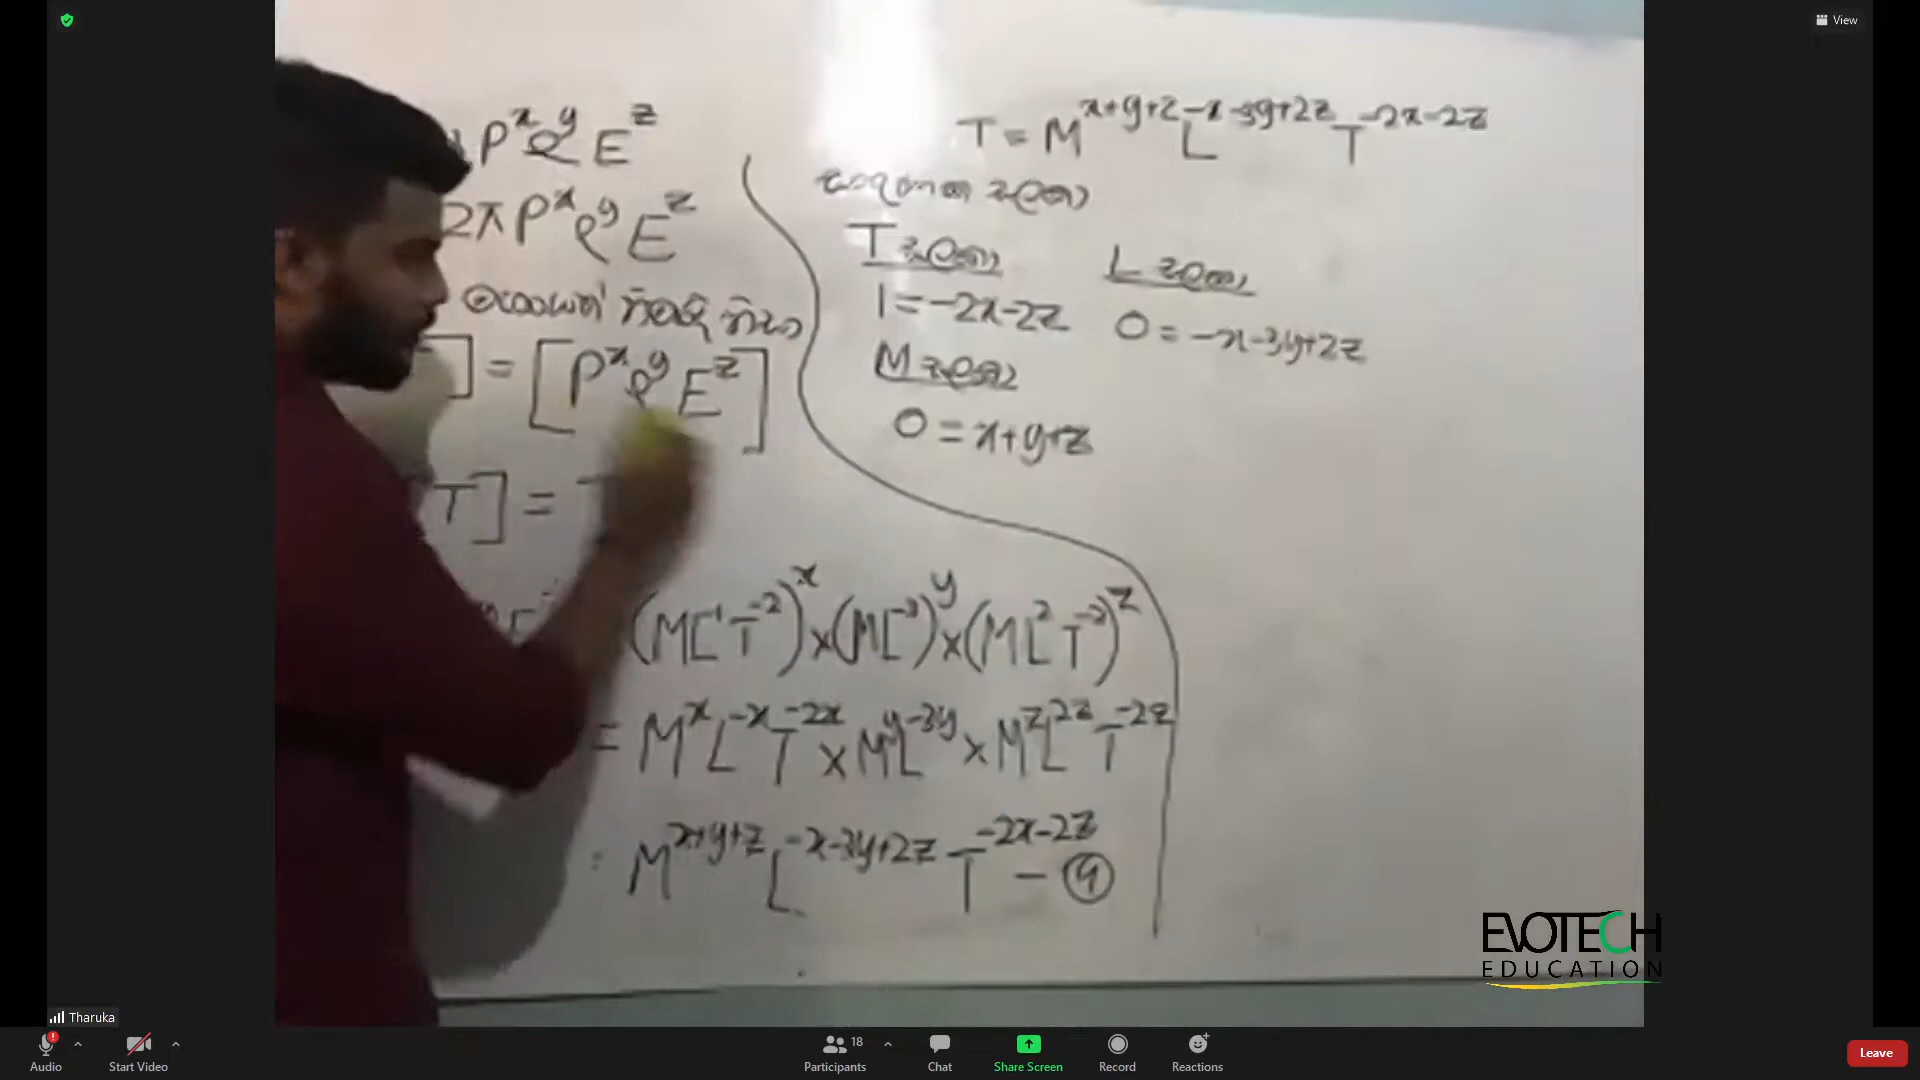 View
P^x ϱ^y E^z
2π P^x ϱ^y E^z
] = [P^x ϱ^y E^z]
T] = T
(ML^-1 T^-2)^x × (ML^-3)^y × (ML^2 T^-2)^z
= M^x L^-x T^-2x × M^y L^-3y × M^z L^2z T^-2z
= M^x+y+z L^-x-3y+2z T^-2x-2z - ④
T = M^x+y+z L^-x-3y+2z T^-2x-2z
T
1 = -2x-2z
L
0 = -x-3y+2z
M
0 = x+y+z
EVOTECH
EDUCATION
Tharuka
Audio
Start Video
Participants
18
Chat
Share Screen
Record
Reactions
Leave